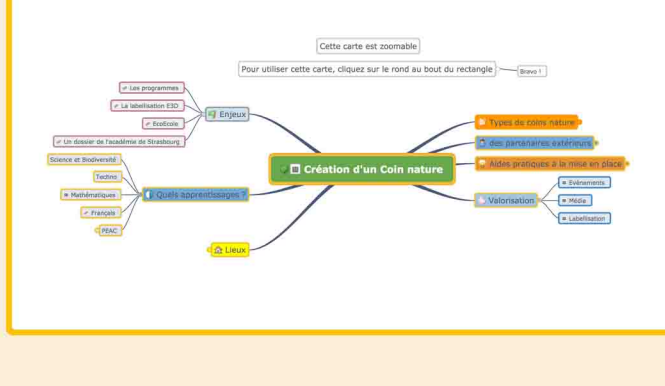 Cette carte est zoomable
Pour utiliser cette carte, cliquez sur le rond au bout du rectangle
Bravo !
Les programmes
La labellisation E3D
EcoEcole
Un dossier de l'académie de Strasbourg
Enjeux
Science et Biodiversité
Techno
Mathématiques
Français
PEAC
Quels apprentissages ?
Lieux
Création d'un Coin nature
Types de coins nature
des partenaires extérieurs
Aides pratiques à la mise en place
Valorisation
Evènements
Média
Labellisation